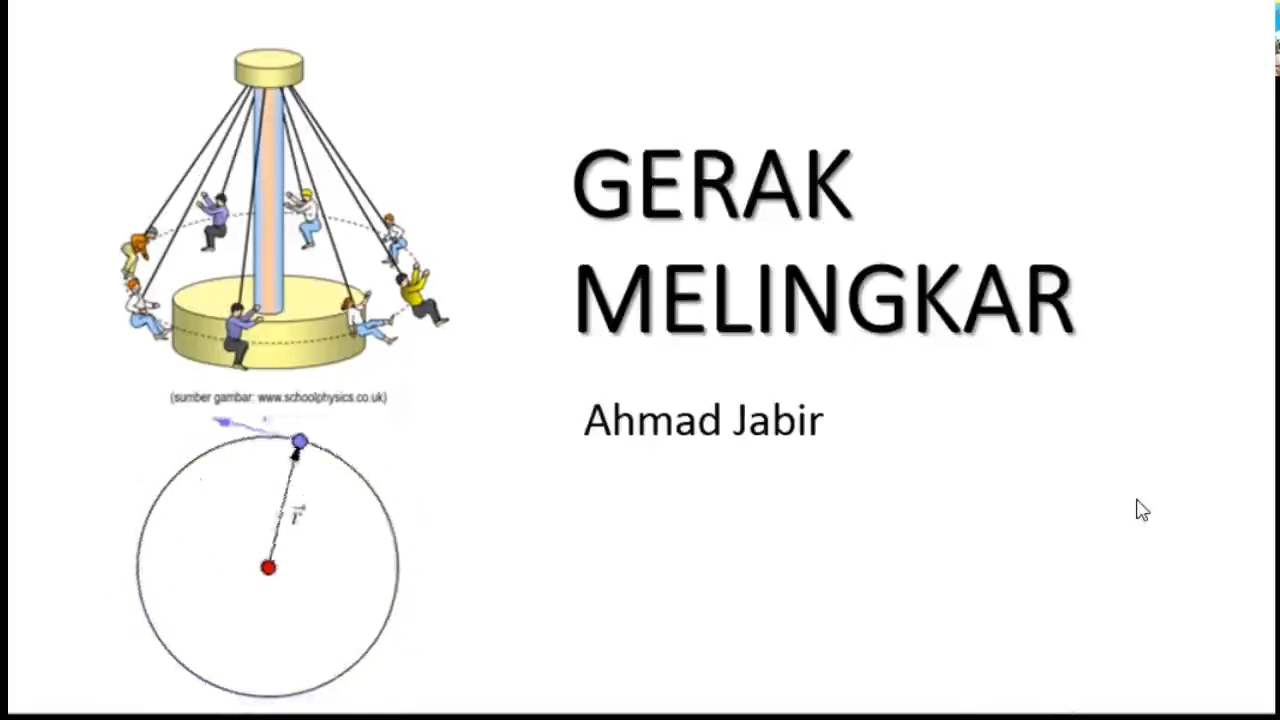 GERAK
MELINGKAR
Ahmad Jabir
(sumber gambar: www.schoolphysics.co.uk)
r